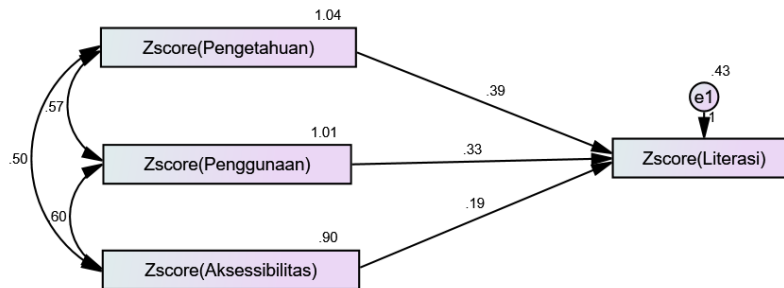 1.04
Zscore(Pengetahuan)
.43
e1
1
.39
.57
1.01
.50
Zscore(Penggunaan)
.33
Zscore(Literasi)
.60
.19
.90
Zscore(Aksessibilitas)